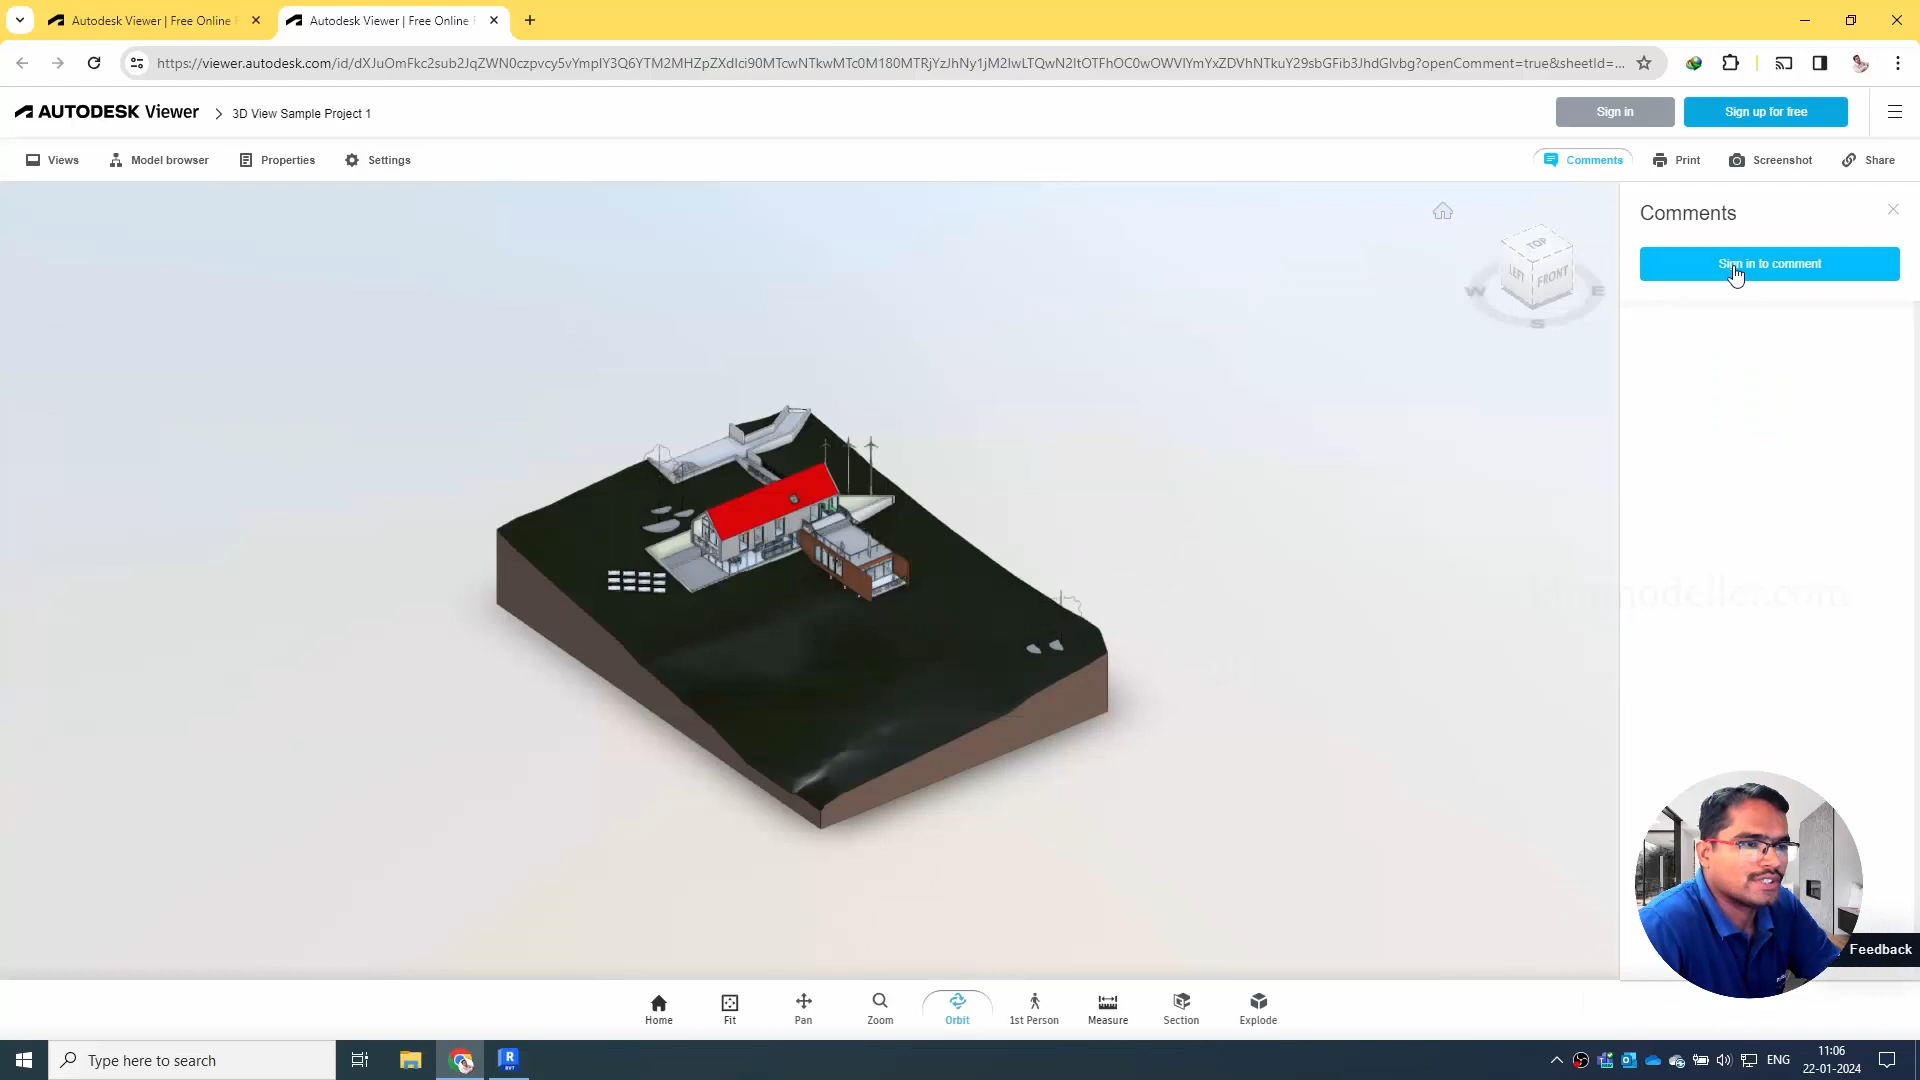 Autodesk Viewer | Free Online F
Autodesk Viewer | Free Online F
https://viewer.autodesk.com/id/dXJuOmFkc2sub2JqZWN0czpvcy5vYmplY3Q6YTM2MHZpZXdlci90MTcwNTkwMTc0M180MTRjYzJhNy1jM2IwLTQwN2ItOTFhOC0wOWVlYmYxZDVhNTkuY29sbGFib3JhdGlvbg?openComment=true&sheetId=...
AUTODESK Viewer > 3D View Sample Project 1
Sign in
Sign up for free
Views
Model browser
Properties
Settings
Comments
Print
Screenshot
Share
Comments
Sign in to comment
TOP
LEFT
FRONT
W
E
S
Feedback
Home
Fit
Pan
Zoom
Orbit
1st Person
Measure
Section
Explode
Type here to search
R
RVT
ENG
11:06
22-01-2024